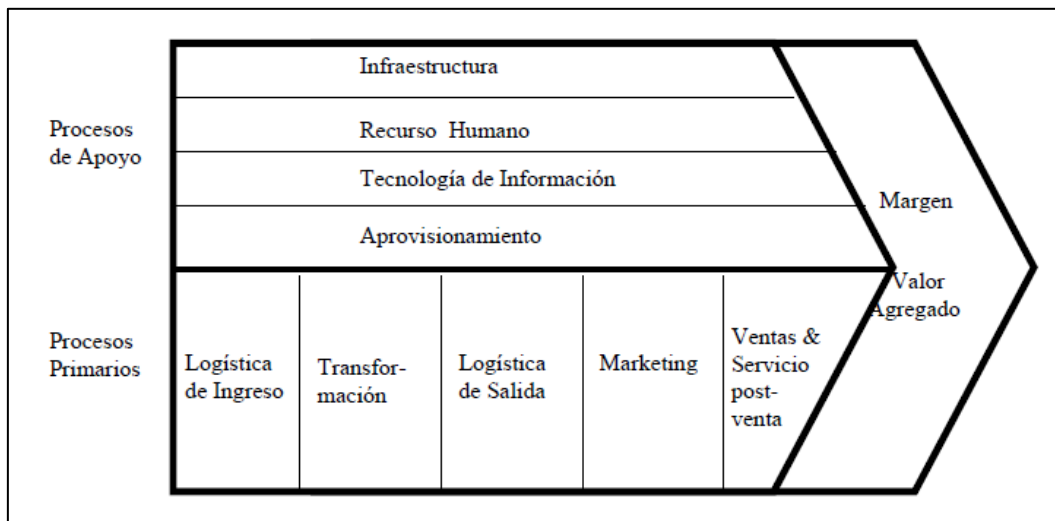 Infraestructura
Procesos
de Apoyo
Recurso Humano
Tecnología de Información
Aprovisionamiento
Margen
Valor
Agregado
Procesos
Primarios
Logística
de Ingreso
Transfor-
mación
Logística
de Salida
Marketing
Ventas &
Servicio
post-
venta